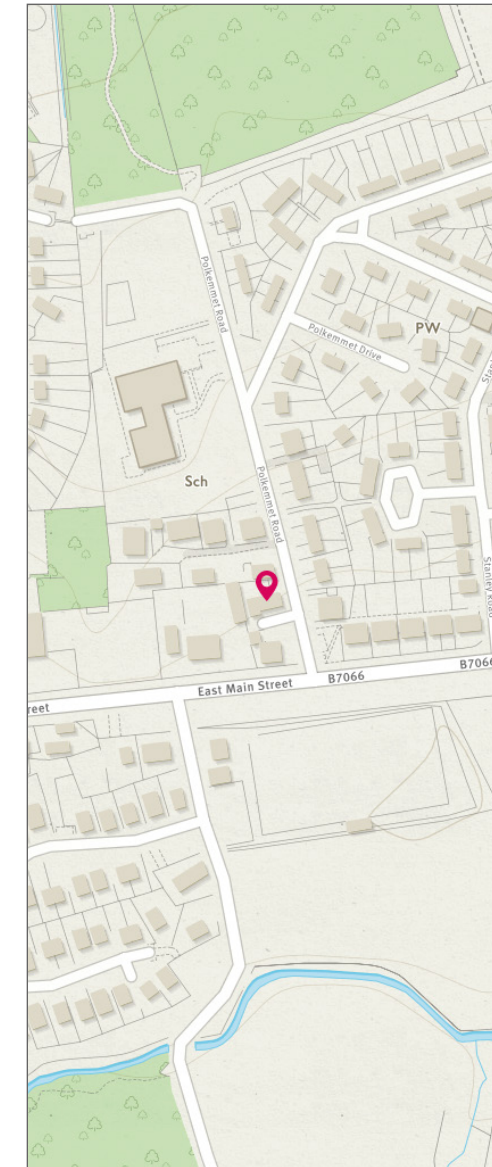 Polkemmet Road
PW
Polkemmet Drive
Sch
Polkemmet Road
Stanley Road
B7066
B7066
East Main Street
reet